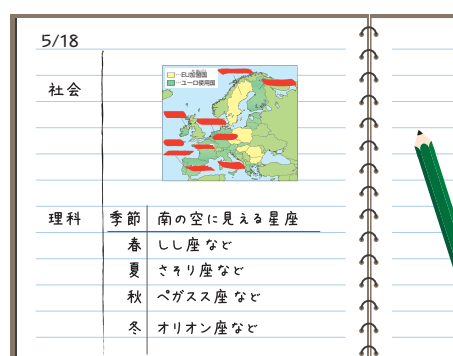 5/18
社会
EU加盟国
ユーロ使用国
理科 季節 南の空に見える星座
春 しし座など
夏 さそり座など
秋 ペガスス座など
冬 オリオン座など